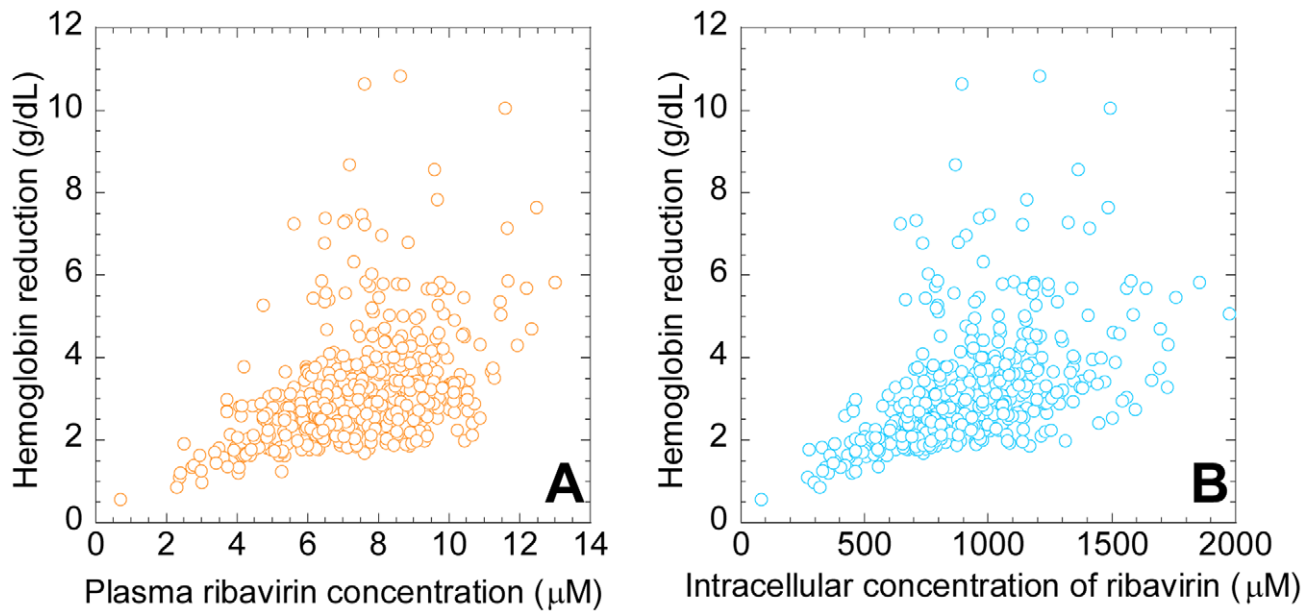 12
10
8
6
4
2
0
Hemoglobin reduction (g/dL)
A
0 2 4 6 8 10 12 14
Plasma ribavirin concentration (μM)
12
10
8
6
4
2
0
Hemoglobin reduction (g/dL)
B
0 500 1000 1500 2000
Intracellular concentration of ribavirin (μM)